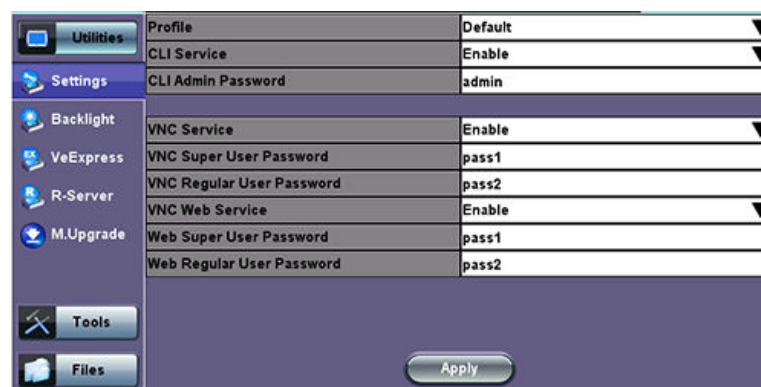 Utilities
Settings
Backlight
VeExpress
R-Server
M.Upgrade
Tools
Files
Profile Default
CLI Service Enable
CLI Admin Password admin
VNC Service Enable
VNC Super User Password pass1
VNC Regular User Password pass2
VNC Web Service Enable
Web Super User Password pass1
Web Regular User Password pass2
Apply